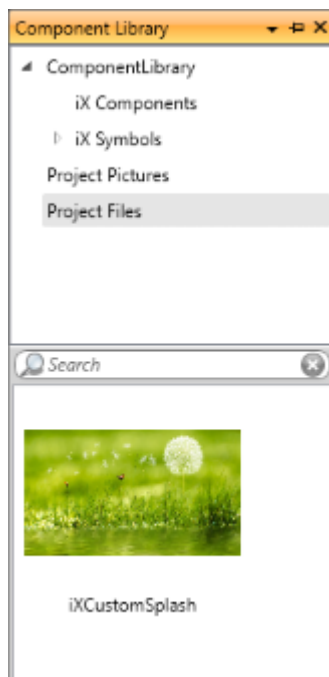 Component Library
ComponentLibrary
iX Components
iX Symbols
Project Pictures
Project Files
Search
iXCustomSplash